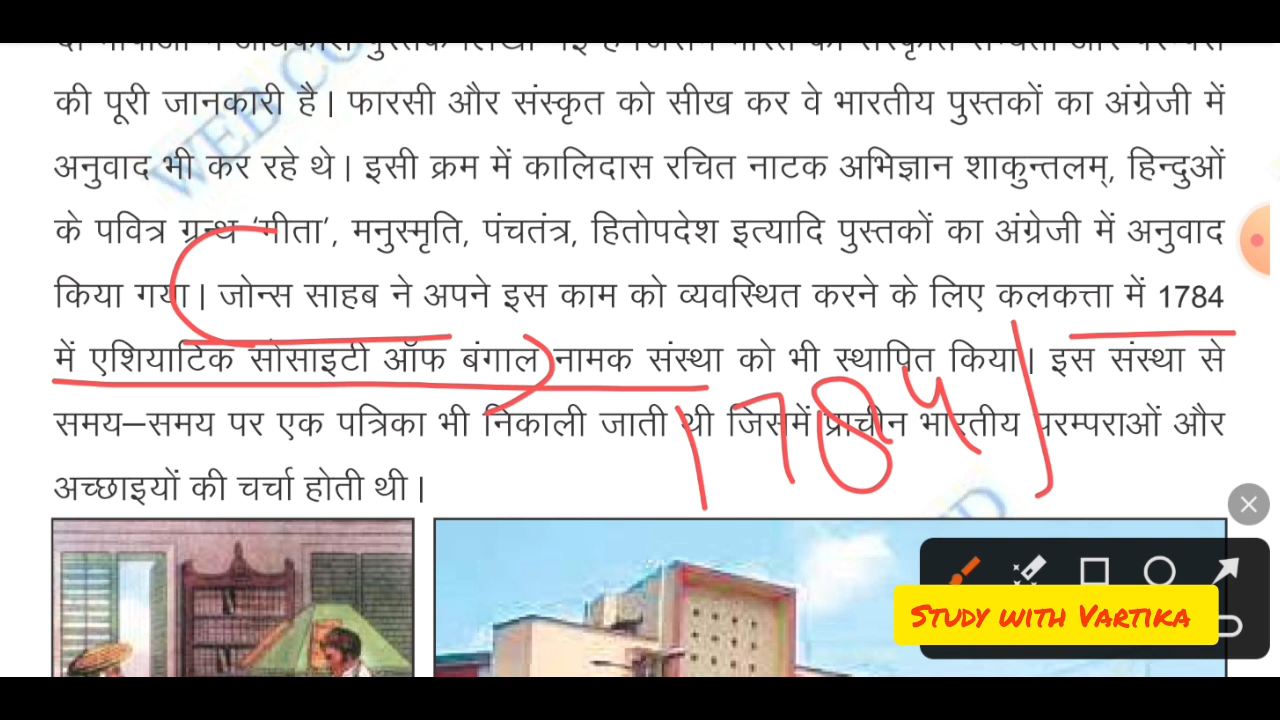 की पूरी जानकारी है। फारसी और संस्कृत को सीख कर वे भारतीय पुस्तकों का अंग्रेजी में
अनुवाद भी कर रहे थे। इसी क्रम में कालिदास रचित नाटक अभिज्ञान शाकुन्तलम्, हिन्दुओं
के पवित्र ग्रन्थ 'गीता', मनुस्मृति, पंचतंत्र, हितोपदेश इत्यादि पुस्तकों का अंग्रेजी में अनुवाद
किया गया। जोन्स साहब ने अपने इस काम को व्यवस्थित करने के लिए कलकत्ता में 1784
में एशियाटिक सोसाइटी ऑफ बंगाल नामक संस्था को भी स्थापित किया। इस संस्था से
समय–समय पर एक पत्रिका भी निकाली जाती थी जिसमें प्राचीन भारतीय परम्पराओं और
1784
अच्छाइयों की चर्चा होती थी।
STUDY WITH VARTIKA